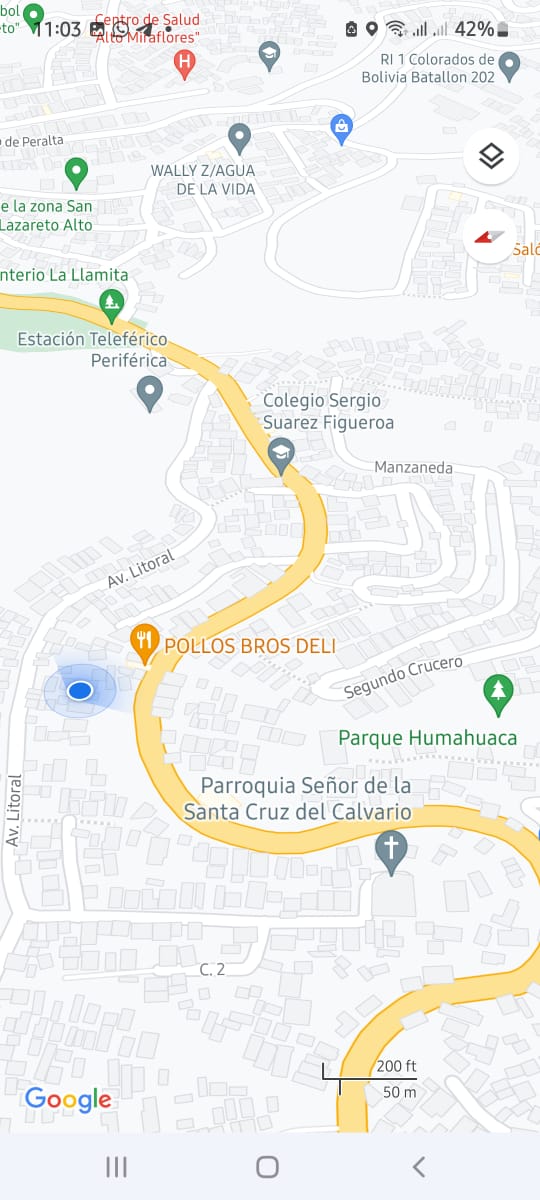 bol
eto"
11:03
42%
Centro de Salud
"Alto Miraflores"
H
RI 1 Colorados de
Bolivia Batallon 202
o de Peralta
WALLY Z/AGUA
DE LA VIDA
e la zona San
Lazareto Alto
Saló
nterio La Llamita
Estación Teleférico
Periférica
Colegio Sergio
Suarez Figueroa
Manzaneda
Av. Litoral
POLLOS BROS DELI
Segundo Crucero
Parque Humahuaca
Parroquia Señor de la
Santa Cruz del Calvario
Av. Litoral
C. 2
200 ft
50 m
Google